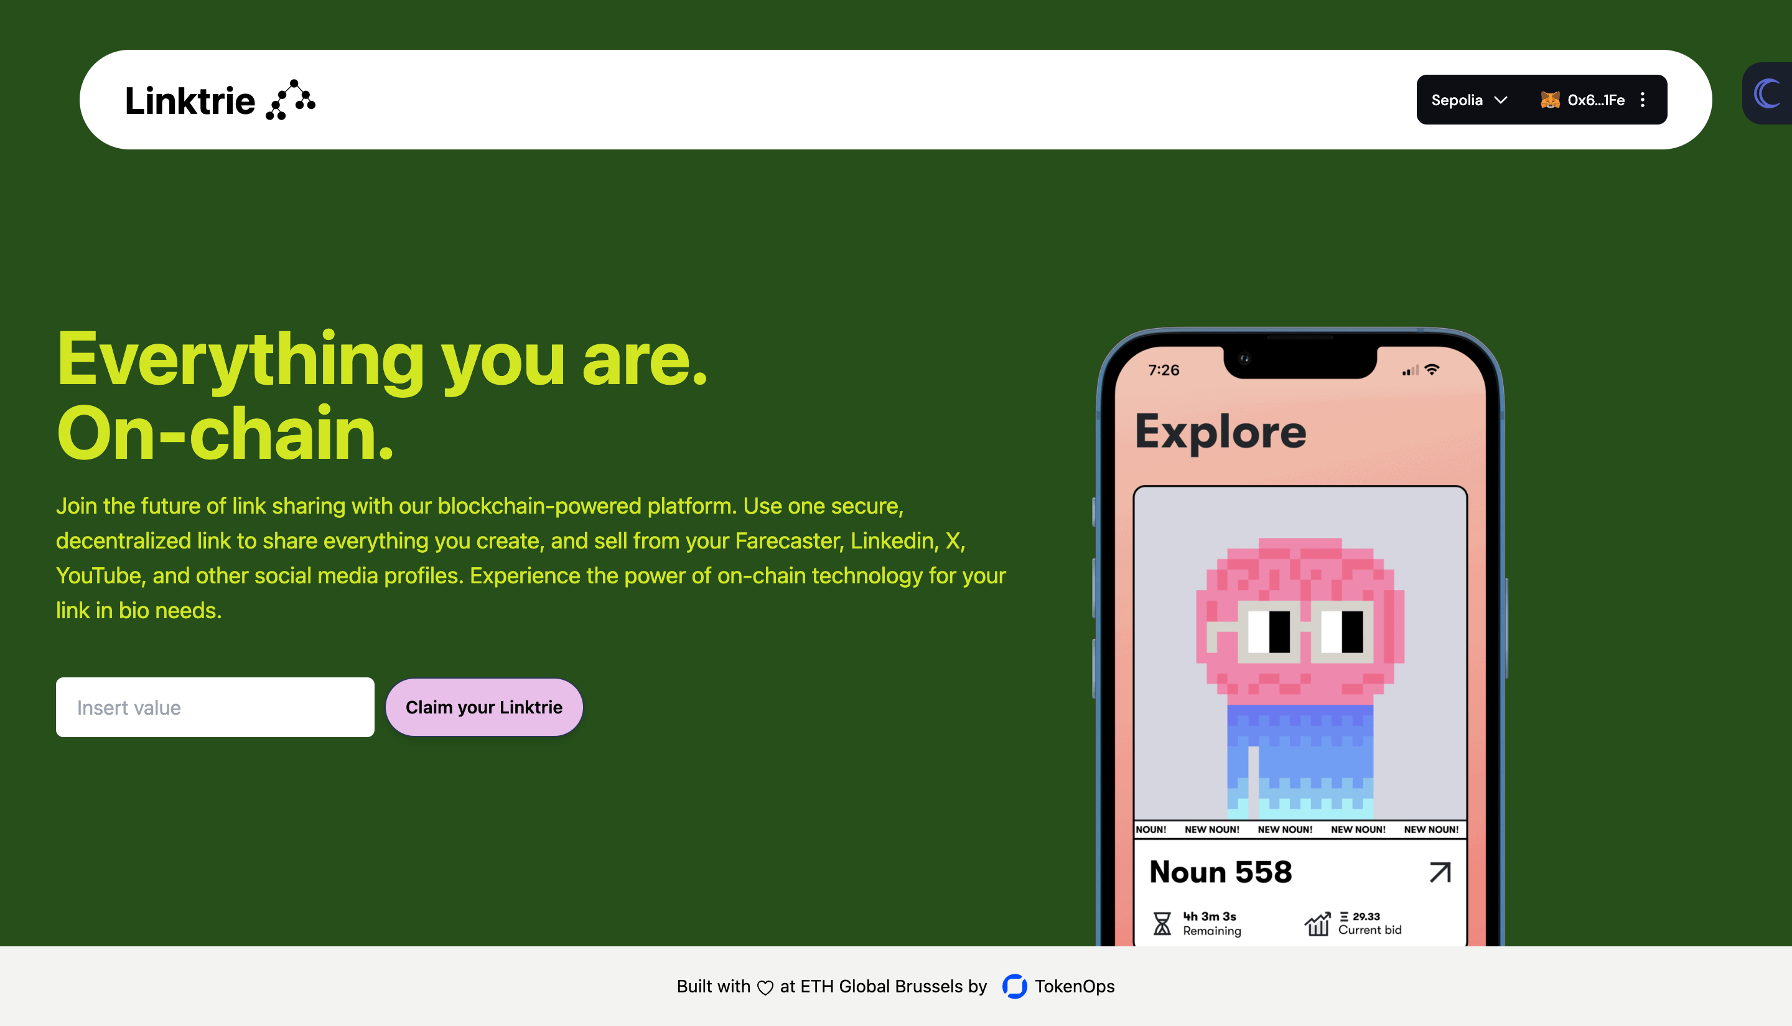 Linktrie
Sepolia
0x6...1Fe
Everything you are.
On-chain.
Join the future of link sharing with our blockchain-powered platform. Use one secure,
decentralized link to share everything you create, and sell from your Farecaster, Linkedin, X,
YouTube, and other social media profiles. Experience the power of on-chain technology for your
link in bio needs.
Insert value
Claim your Linktrie
7:26
Explore
NOUN! NEW NOUN! NEW NOUN! NEW NOUN! NEW NOUN!
Noun 558
4h 3m 3s
Remaining
Ξ 29.33
Current bid
Built with ♡ at ETH Global Brussels by TokenOps